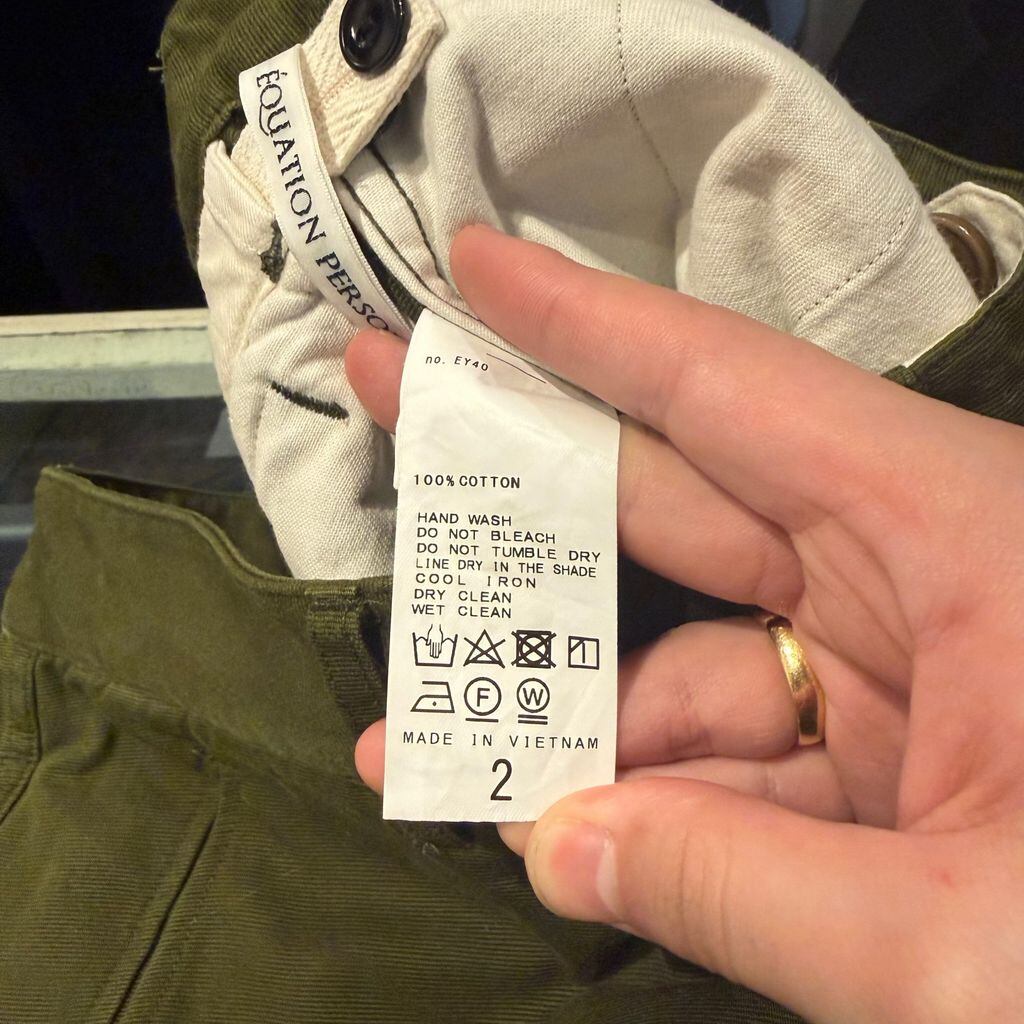 ÉQUATION PERSO
no. EY40
100% COTTON
HAND WASH
DO NOT BLEACH
DO NOT TUMBLE DRY
LINE DRY IN THE SHADE
COOL IRON
DRY CLEAN
WET CLEAN
F W
MADE IN VIETNAM
2